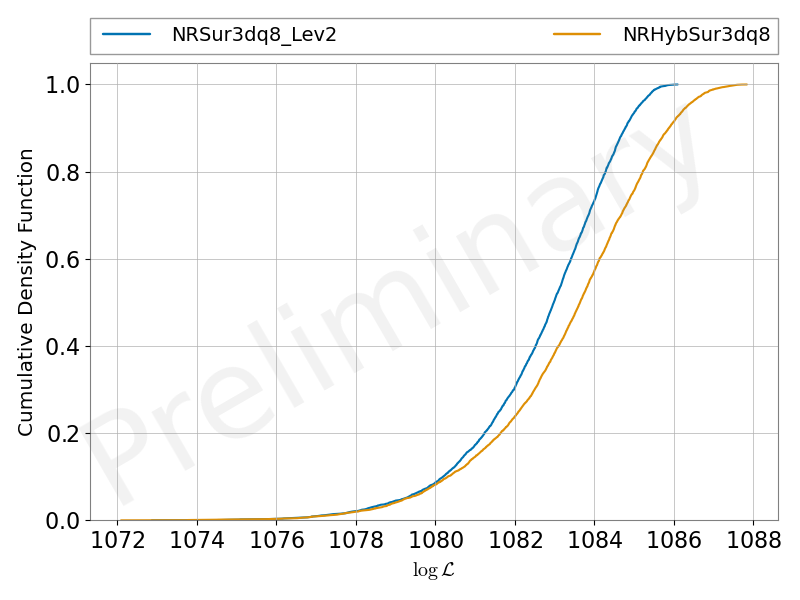 NRSur3dq8_Lev2 NRHybSur3dq8
1.0
0.8
0.6
0.4
0.2
0.0
Cumulative Density Function
Preliminary
1072 1074 1076 1078 1080 1082 1084 1086 1088
log ℒ